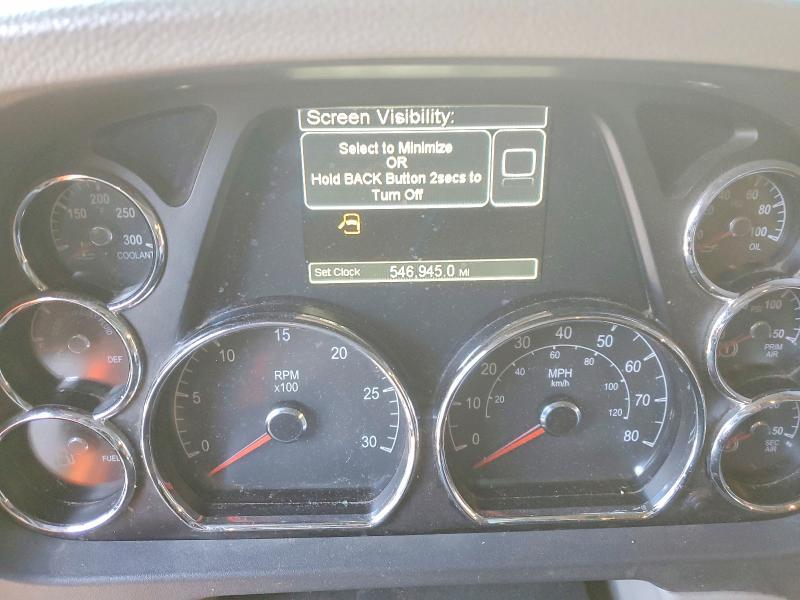 Screen Visibility:
Select to Minimize
OR
Hold BACK Button 2secs to
Turn Off
Set Clock 546,945.0 MI
150 200 250 300
F
COOLANT
60 80 100
OIL
DEF
FUEL
0 5 10 15 20 25 30
RPM
x100
0 10 20 30 40 50 60 70 80
20 40 60 80 100 120
MPH
km/h
PSI 100
50
PRIM
AIR
50
SEC
AIR